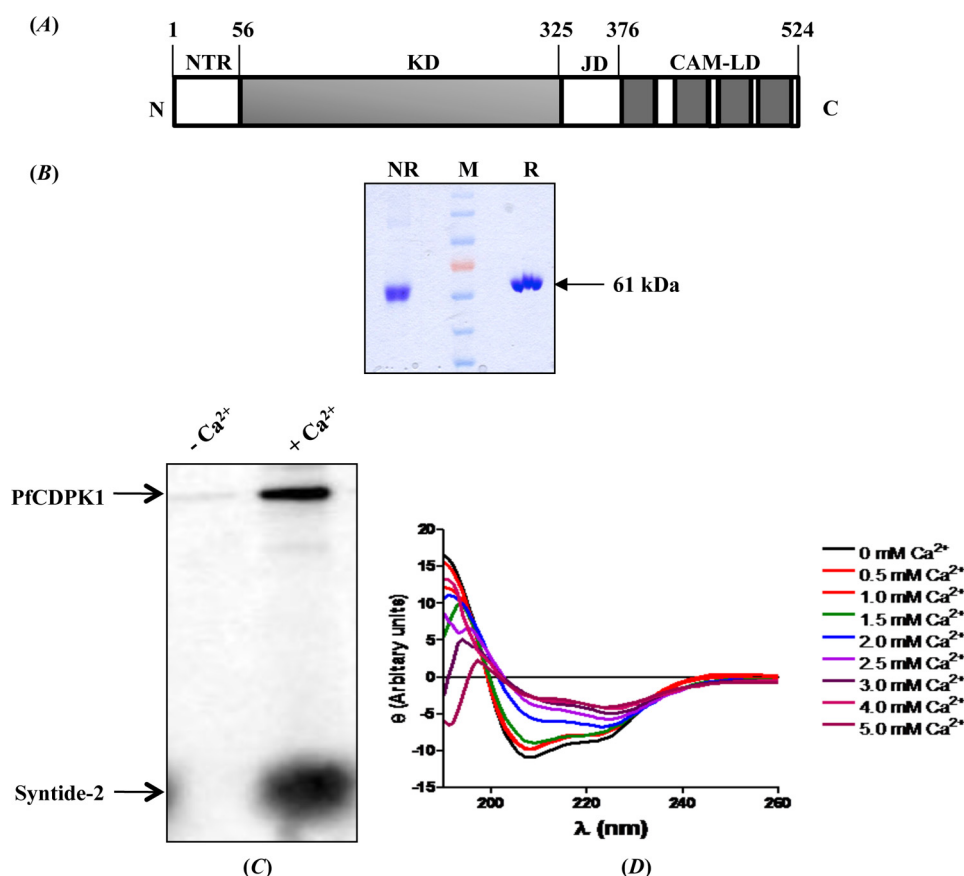 (A)
1 56 325 376 524
NTR KD JD CAM-LD
N C
(B)
NR M R
61 kDa
- Ca²⁺ + Ca²⁺
PfCDPK1
Syntide-2
(C)
20
15
10
5
0
-5
-10
-15
θ (Arbitary units)
200 220 240 260
λ (nm)
0 mM Ca²⁺
0.5 mM Ca²⁺
1.0 mM Ca²⁺
1.5 mM Ca²⁺
2.0 mM Ca²⁺
2.5 mM Ca²⁺
3.0 mM Ca²⁺
4.0 mM Ca²⁺
5.0 mM Ca²⁺
(D)